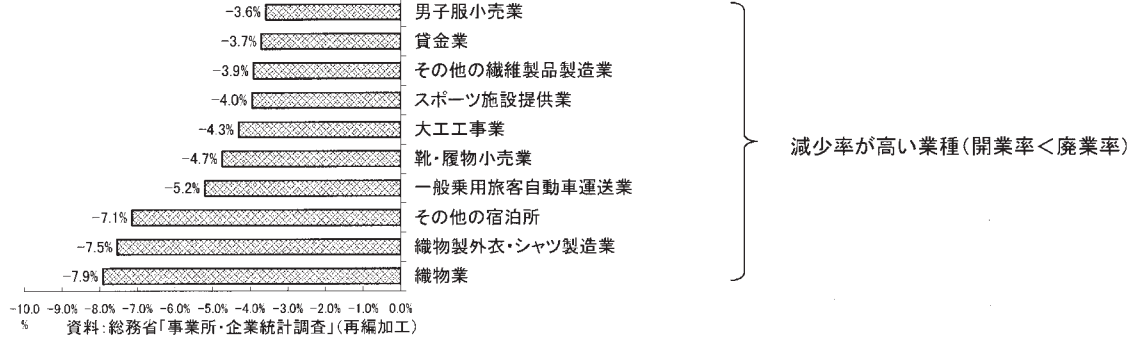 -3.6% 男子服小売業
-3.7% 貸金業
-3.9% その他の繊維製品製造業
-4.0% スポーツ施設提供業
-4.3% 大工工事業
-4.7% 靴・履物小売業
-5.2% 一般乗用旅客自動車運送業
-7.1% その他の宿泊所
-7.5% 織物製外衣・シャツ製造業
-7.9% 織物業
減少率が高い業種(開業率<廃業率)
-10.0% -9.0% -8.0% -7.0% -6.0% -5.0% -4.0% -3.0% -2.0% -1.0% 0.0%
資料:総務省「事業所・企業統計調査」(再編加工)